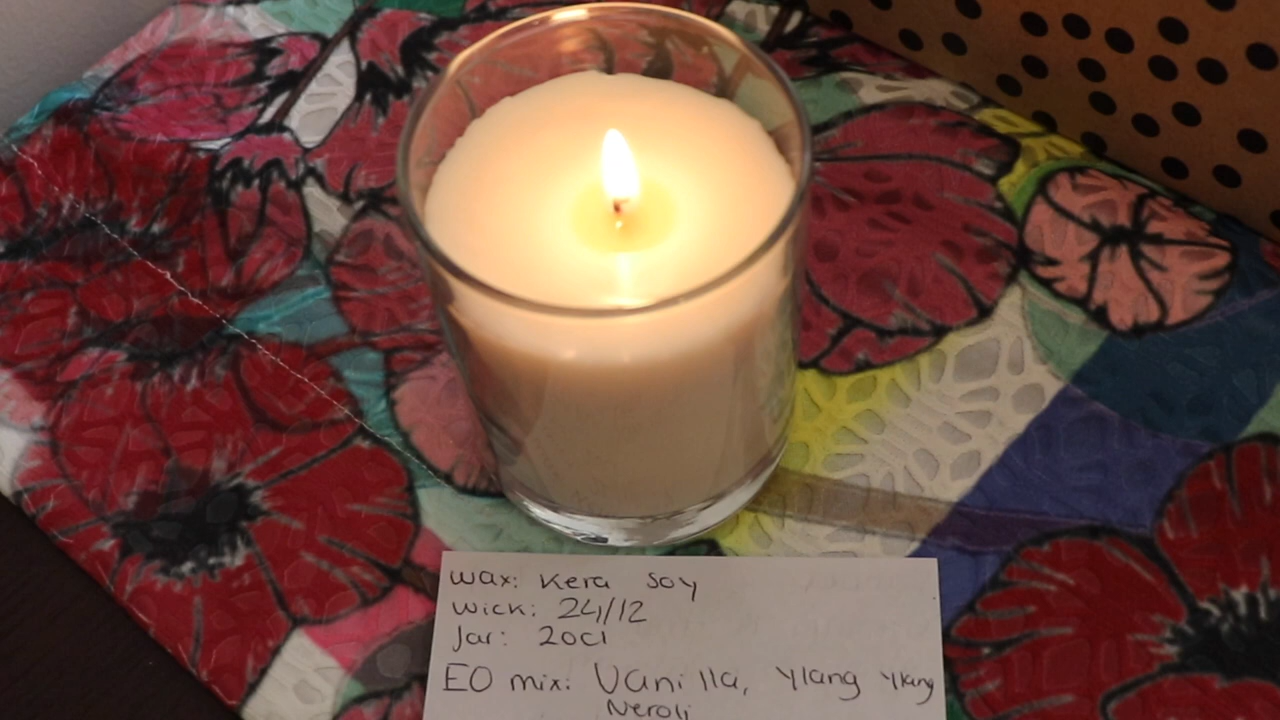 wax: Kera Soy
wick: 24/12
Jar: 20cl
EO mix: Vanilla, Ylang Ylang
Neroli